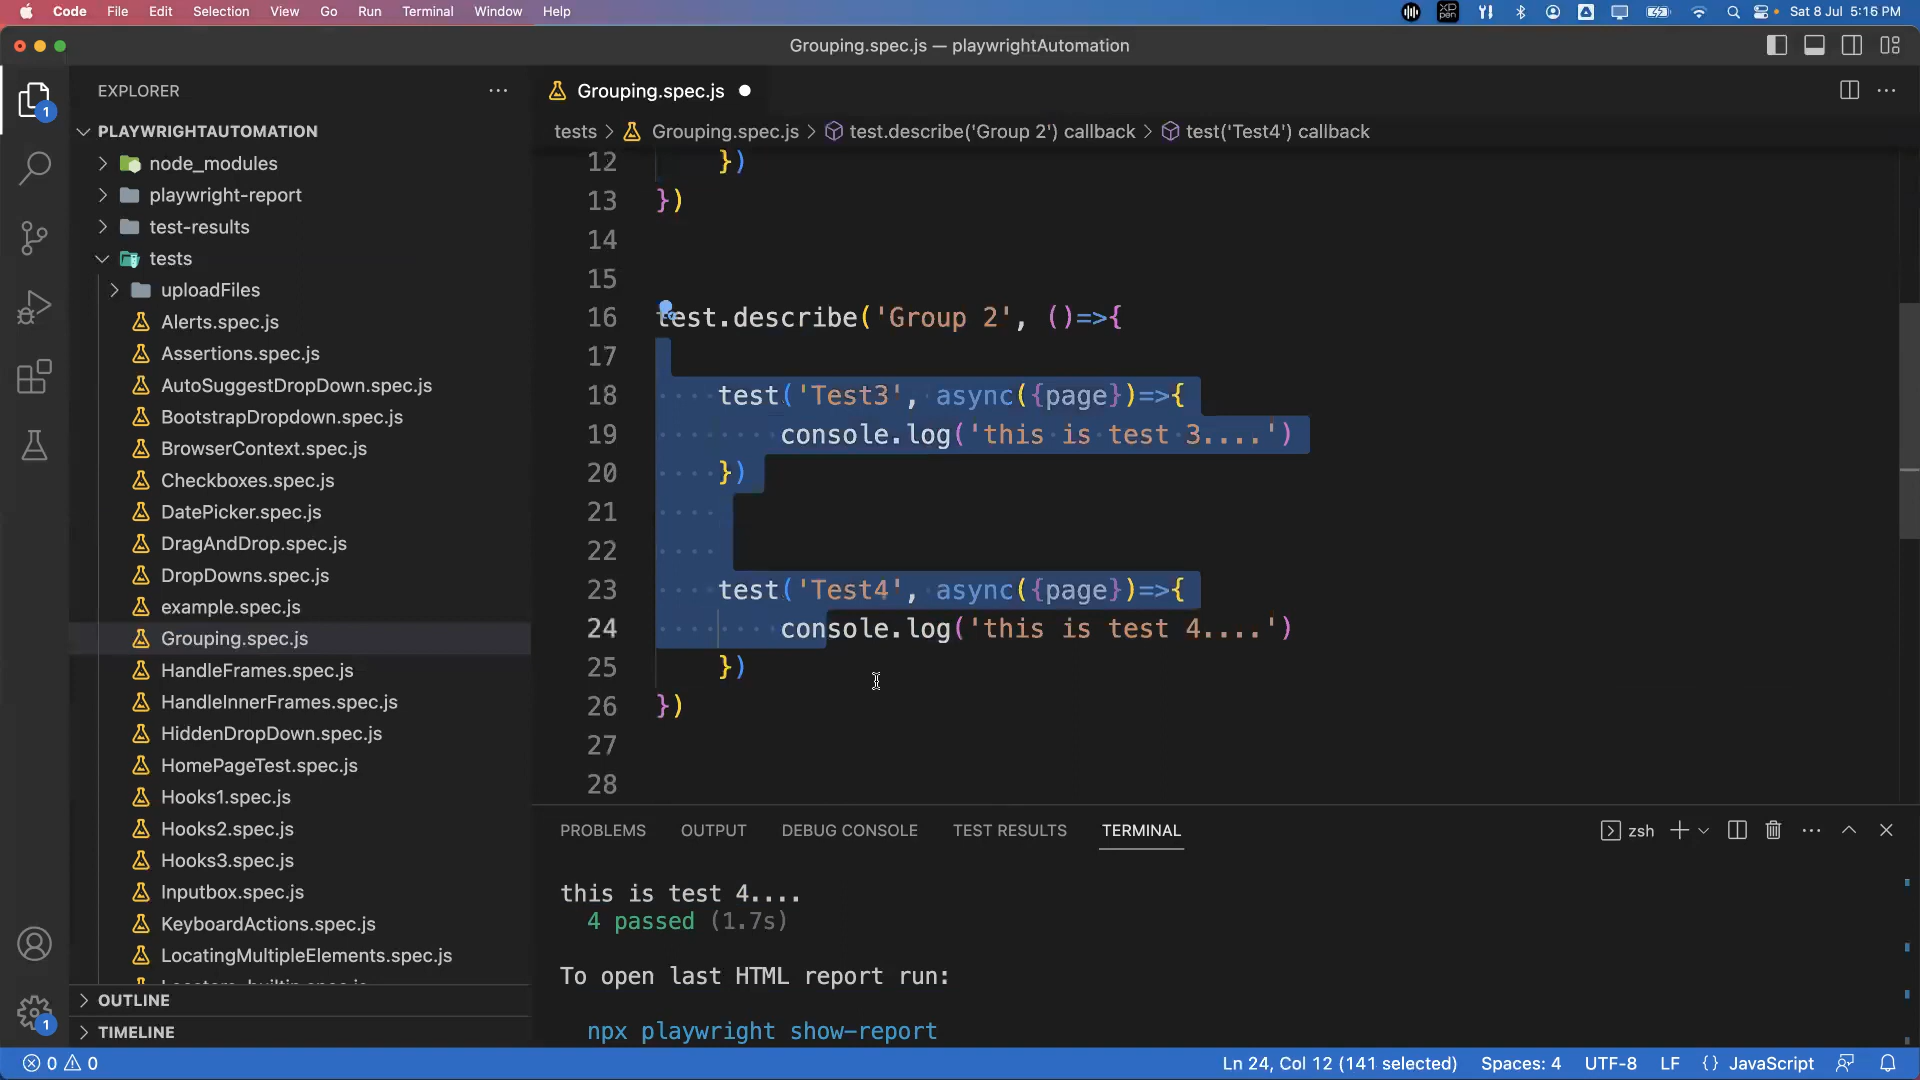 Code File Edit Selection View Go Run Terminal Window Help
XP PEN
Sat 8 Jul 5:16 PM
Grouping.spec.js — playwrightAutomation
1
EXPLORER
PLAYWRIGHTAUTOMATION
node_modules
playwright-report
test-results
tests
uploadFiles
Alerts.spec.js
Assertions.spec.js
AutoSuggestDropDown.spec.js
BootstrapDropdown.spec.js
BrowserContext.spec.js
Checkboxes.spec.js
DatePicker.spec.js
DragAndDrop.spec.js
DropDowns.spec.js
example.spec.js
Grouping.spec.js
HandleFrames.spec.js
HandleInnerFrames.spec.js
HiddenDropDown.spec.js
HomePageTest.spec.js
Hooks1.spec.js
Hooks2.spec.js
Hooks3.spec.js
Inputbox.spec.js
KeyboardActions.spec.js
LocatingMultipleElements.spec.js
OUTLINE
TIMELINE
1
Grouping.spec.js
tests > Grouping.spec.js > test.describe('Group 2') callback > test('Test4') callback
12 })
13 })
14
15
16 test.describe('Group 2', ()=>{
17
18 test('Test3', async({page})=>{
19 console.log('this is test 3....')
20 })
21
22
23 test('Test4', async({page})=>{
24 console.log('this is test 4....')
25 })
26 })
27
28
PROBLEMS OUTPUT DEBUG CONSOLE TEST RESULTS TERMINAL
zsh
this is test 4....
4 passed (1.7s)
To open last HTML report run:
npx playwright show-report
0 0
Ln 24, Col 12 (141 selected) Spaces: 4 UTF-8 LF {} JavaScript